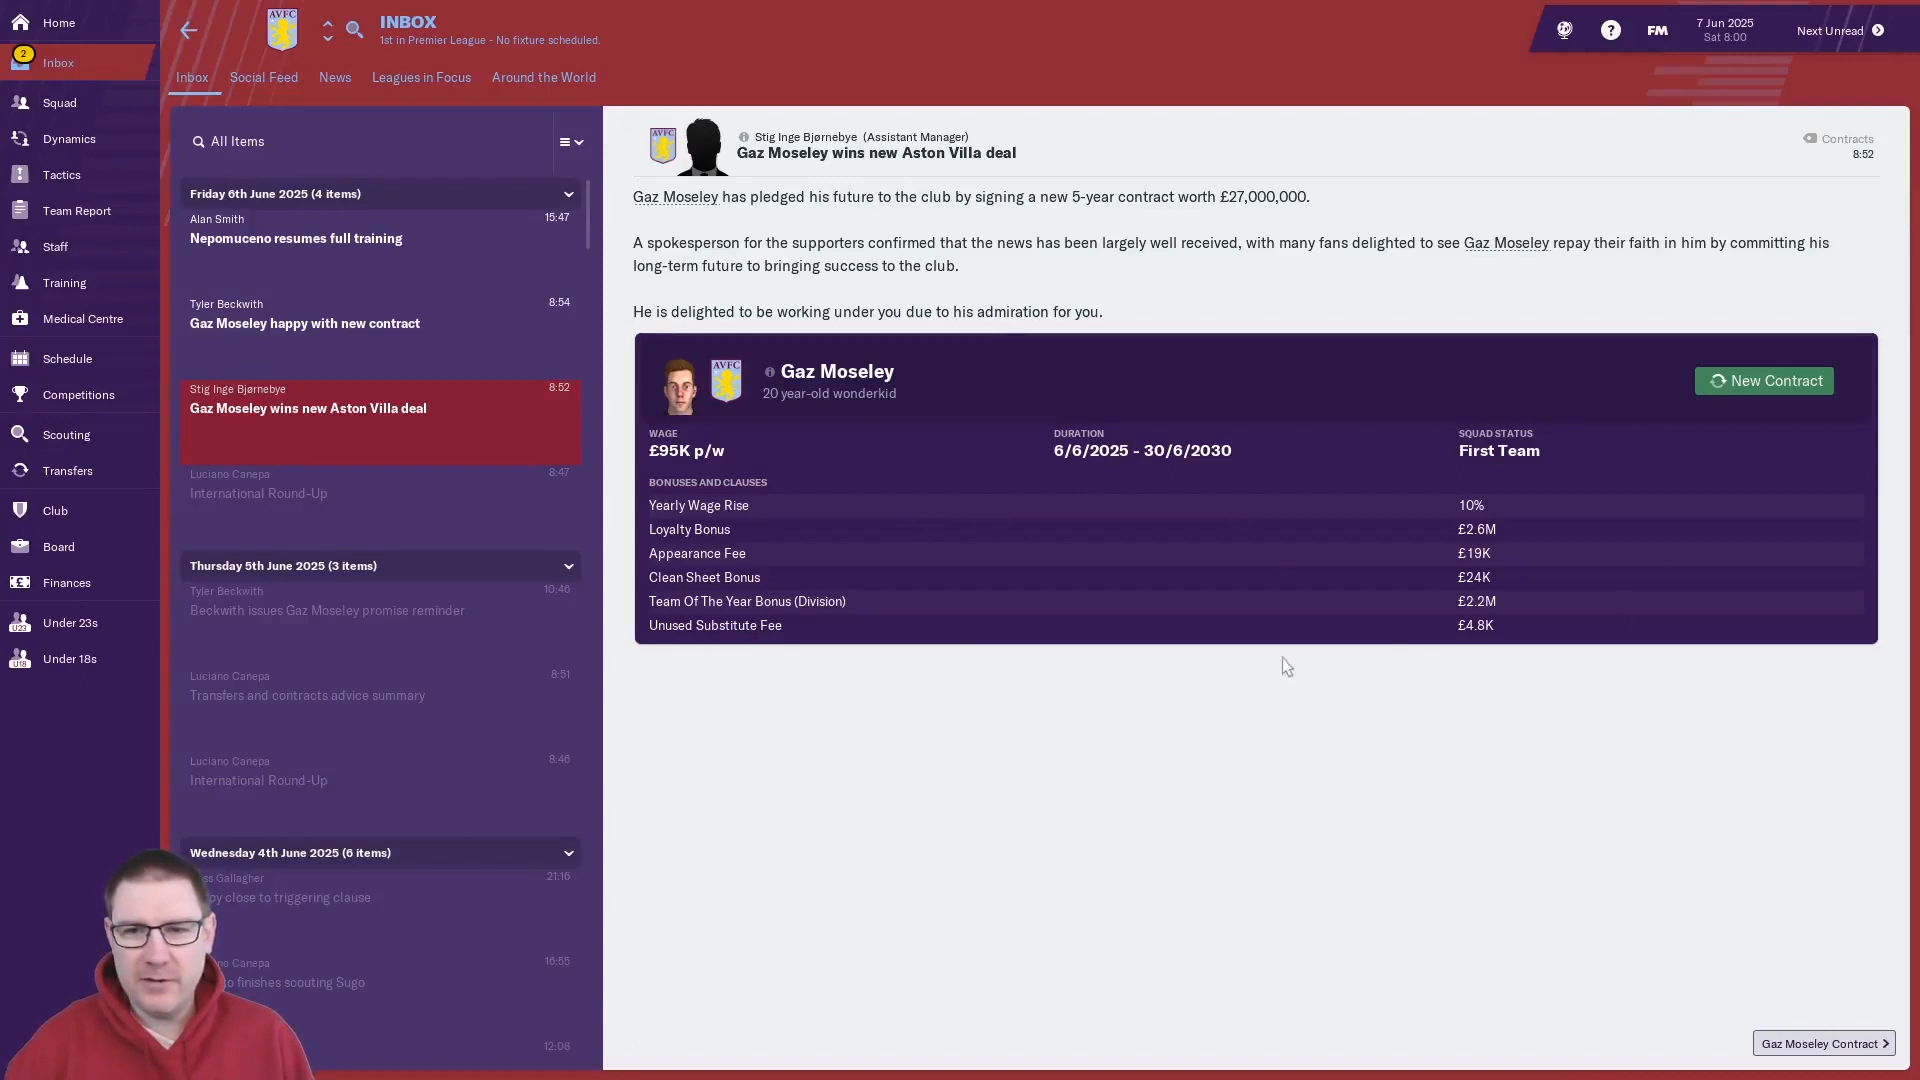 Home
2
Inbox
Squad
Dynamics
Tactics
Team Report
Staff
Training
Medical Centre
Schedule
Competitions
Scouting
Transfers
Club
Board
Finances
U23
Under 23s
U18
Under 18s
AVFC
INBOX
1st in Premier League - No fixture scheduled.
?
FM
7 Jun 2025
Sat 8:00
Next Unread
Inbox
Social Feed
News
Leagues in Focus
Around the World
All Items
Friday 6th June 2025 (4 items)
Alan Smith
15:47
Nepomuceno resumes full training
Tyler Beckwith
8:54
Gaz Moseley happy with new contract
Stig Inge Bjørnebye
8:52
Gaz Moseley wins new Aston Villa deal
Luciano Canepa
8:47
International Round-Up
Thursday 5th June 2025 (3 items)
Tyler Beckwith
10:46
Beckwith issues Gaz Moseley promise reminder
Luciano Canepa
8:51
Transfers and contracts advice summary
Luciano Canepa
8:46
International Round-Up
Wednesday 4th June 2025 (6 items)
Gallagher
21:16
close to triggering clause
Canepa
16:55
finishes scouting Sugo
12:08
AVFC
Stig Inge Bjørnebye (Assistant Manager)
Gaz Moseley wins new Aston Villa deal
Contracts
8:52
Gaz Moseley has pledged his future to the club by signing a new 5-year contract worth £27,000,000.
A spokesperson for the supporters confirmed that the news has been largely well received, with many fans delighted to see Gaz Moseley repay their faith in him by committing his
long-term future to bringing success to the club.
He is delighted to be working under you due to his admiration for you.
AVFC
Gaz Moseley
20 year-old wonderkid
New Contract
WAGE
£95K p/w
DURATION
6/6/2025 - 30/6/2030
SQUAD STATUS
First Team
BONUSES AND CLAUSES
Yearly Wage Rise
10%
Loyalty Bonus
£2.6M
Appearance Fee
£19K
Clean Sheet Bonus
£24K
Team Of The Year Bonus (Division)
£2.2M
Unused Substitute Fee
£4.8K
Gaz Moseley Contract